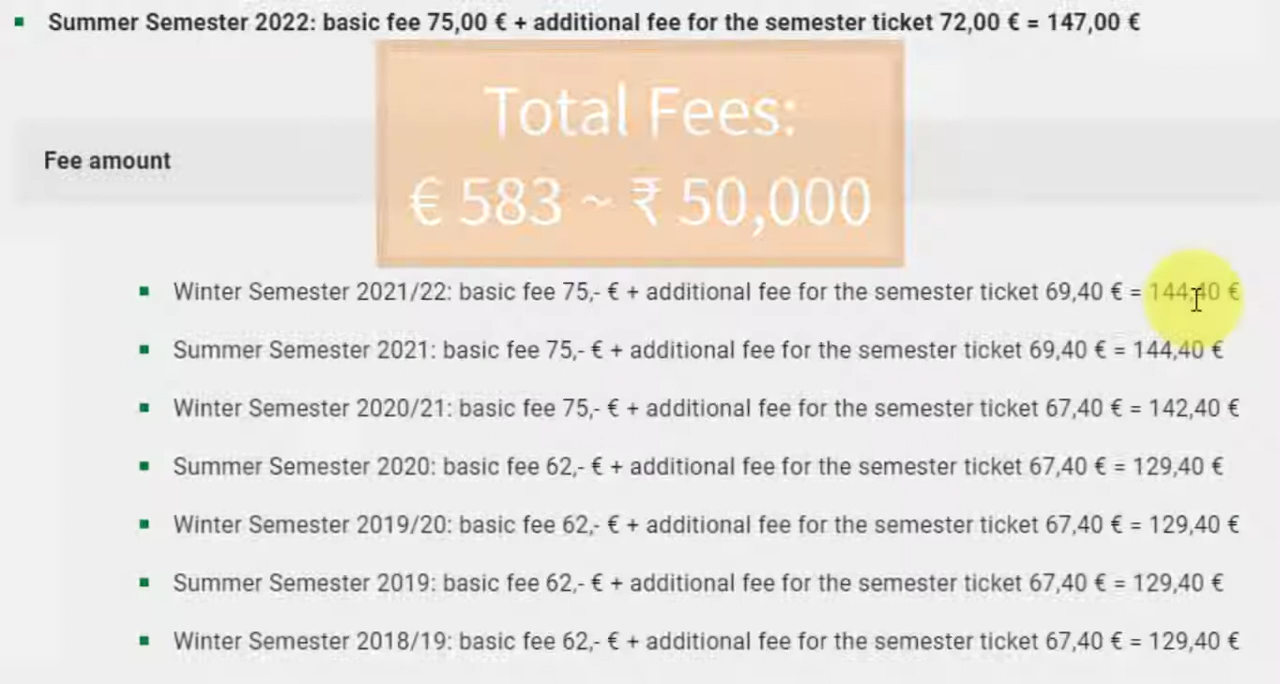 Summer Semester 2022: basic fee 75,00 € + additional fee for the semester ticket 72,00 € = 147,00 €
Total Fees:
€ 583 ~ ₹ 50,000
Fee amount
Winter Semester 2021/22: basic fee 75,- € + additional fee for the semester ticket 69,40 € = 144,40 €
Summer Semester 2021: basic fee 75,- € + additional fee for the semester ticket 69,40 € = 144,40 €
Winter Semester 2020/21: basic fee 75,- € + additional fee for the semester ticket 67,40 € = 142,40 €
Summer Semester 2020: basic fee 62,- € + additional fee for the semester ticket 67,40 € = 129,40 €
Winter Semester 2019/20: basic fee 62,- € + additional fee for the semester ticket 67,40 € = 129,40 €
Summer Semester 2019: basic fee 62,- € + additional fee for the semester ticket 67,40 € = 129,40 €
Winter Semester 2018/19: basic fee 62,- € + additional fee for the semester ticket 67,40 € = 129,40 €